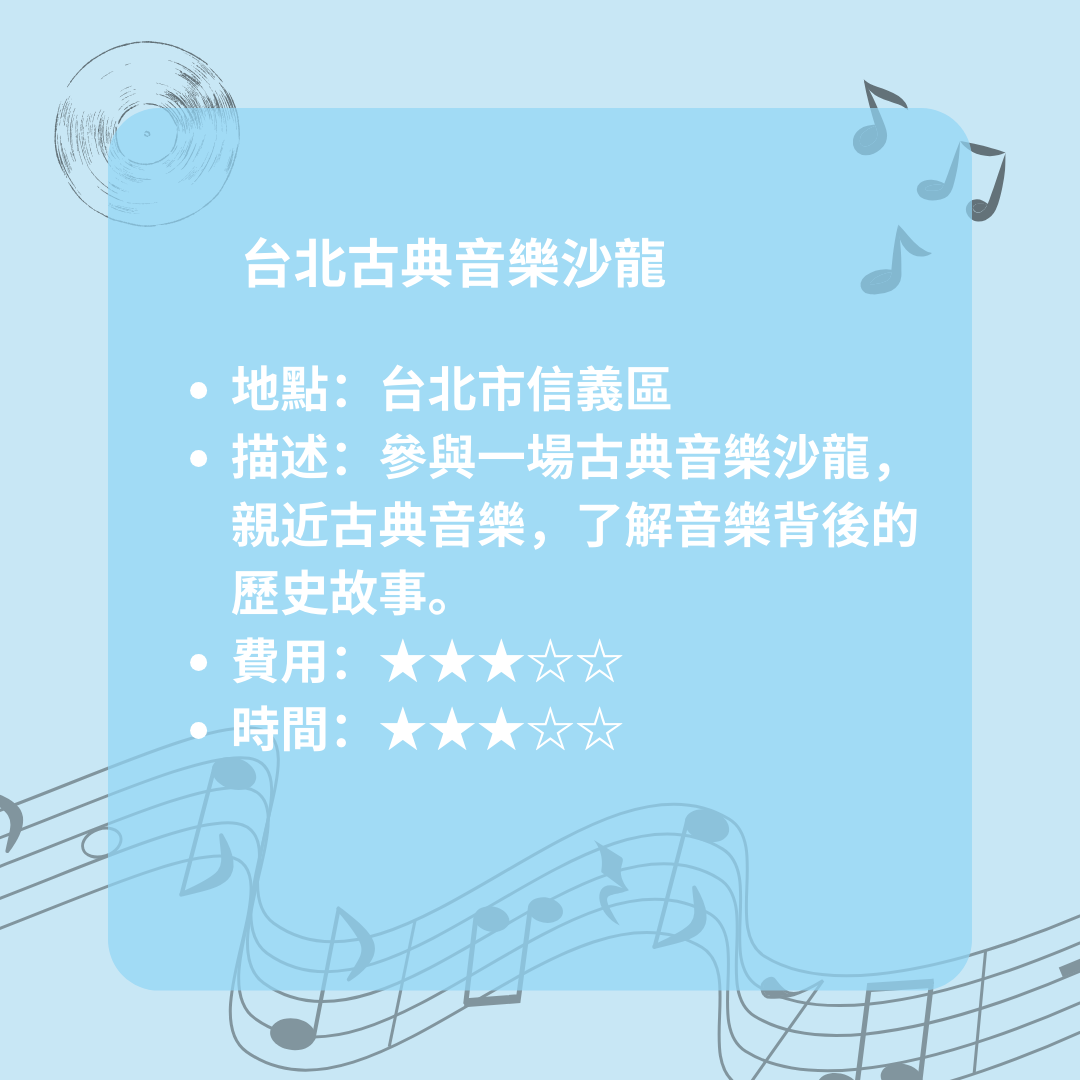 台北古典音樂沙龍
• 地點：台北市信義區
• 描述：參與一場古典音樂沙龍，
親近古典音樂，了解音樂背後的
歷史故事。
• 費用：★★★☆☆
• 時間：★★★☆☆